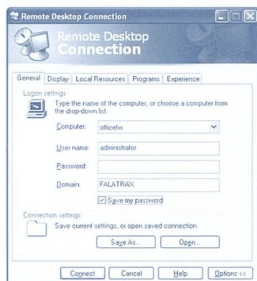 Remote Desktop Connection
Remote Desktop
Connection
General Display Local Resources Programs Experience
Logon settings
Type the name of the computer, or choose a computer from
the drop-down list.
Computer: officelw
User name: administrator
Password:
Domain: FALATRAX
Save my password
Connection settings
Save current settings, or open saved connection.
Save As... Open...
Connect Cancel Help Options <<